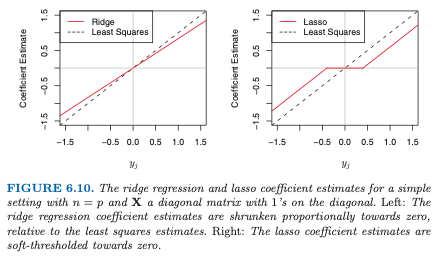 Coefficient Estimate
1.5
0.5
−0.5
−1.5
Ridge
Least Squares
−1.5
−0.5
0.0
0.5
1.0
1.5
yj
Coefficient Estimate
1.5
0.5
−0.5
−1.5
Lasso
Least Squares
−1.5
−0.5
0.0
0.5
1.0
1.5
yj
FIGURE 6.10. The ridge regression and lasso coefficient estimates for a simple
setting with n = p and X a diagonal matrix with 1's on the diagonal. Left: The
ridge regression coefficient estimates are shrunken proportionally towards zero,
relative to the least squares estimates. Right: The lasso coefficient estimates are
soft-thresholded towards zero.